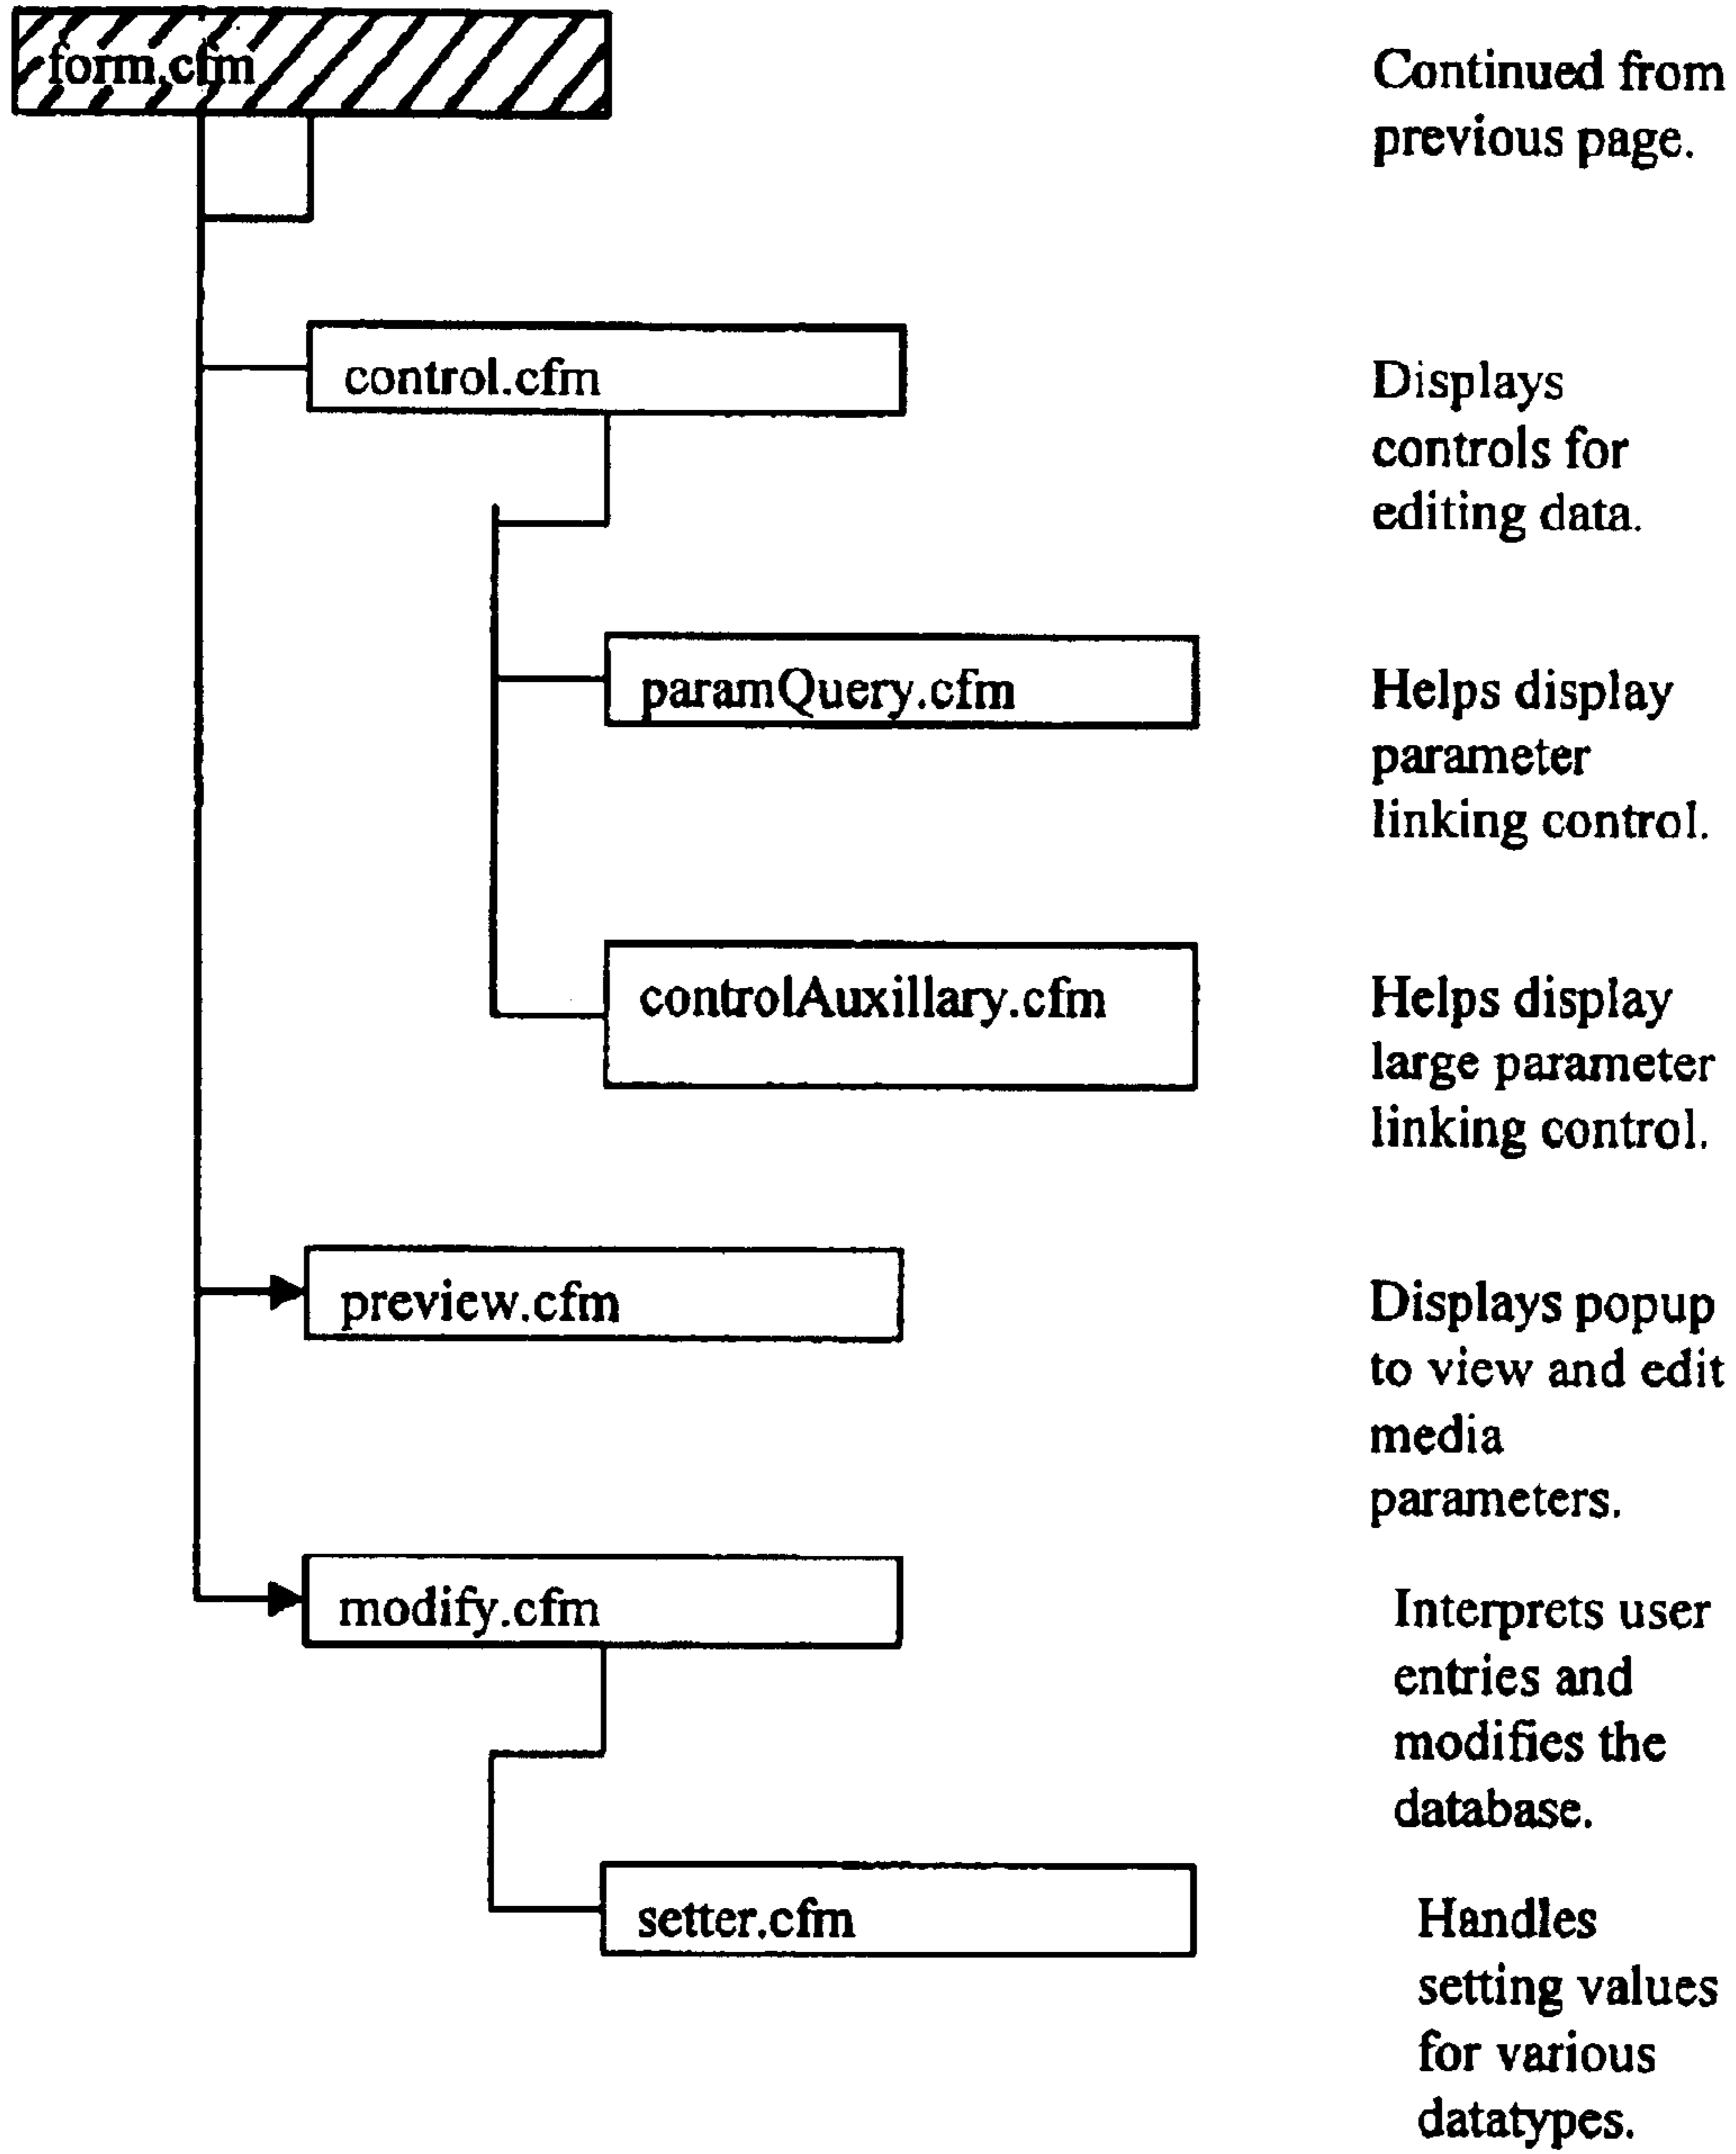 form.cfm
Continued from
previous page.
control.cfm
Displays
controls for
editing data.
paramQuery.cfm
Helps display
parameter
linking control.
controlAuxillary.cfm
Helps display
large parameter
linking control.
preview.cfm
Displays popup
to view and edit
media
parameters.
modify.cfm
Interprets user
entries and
modifies the
database.
setter.cfm
Handles
setting values
for various
datatypes.